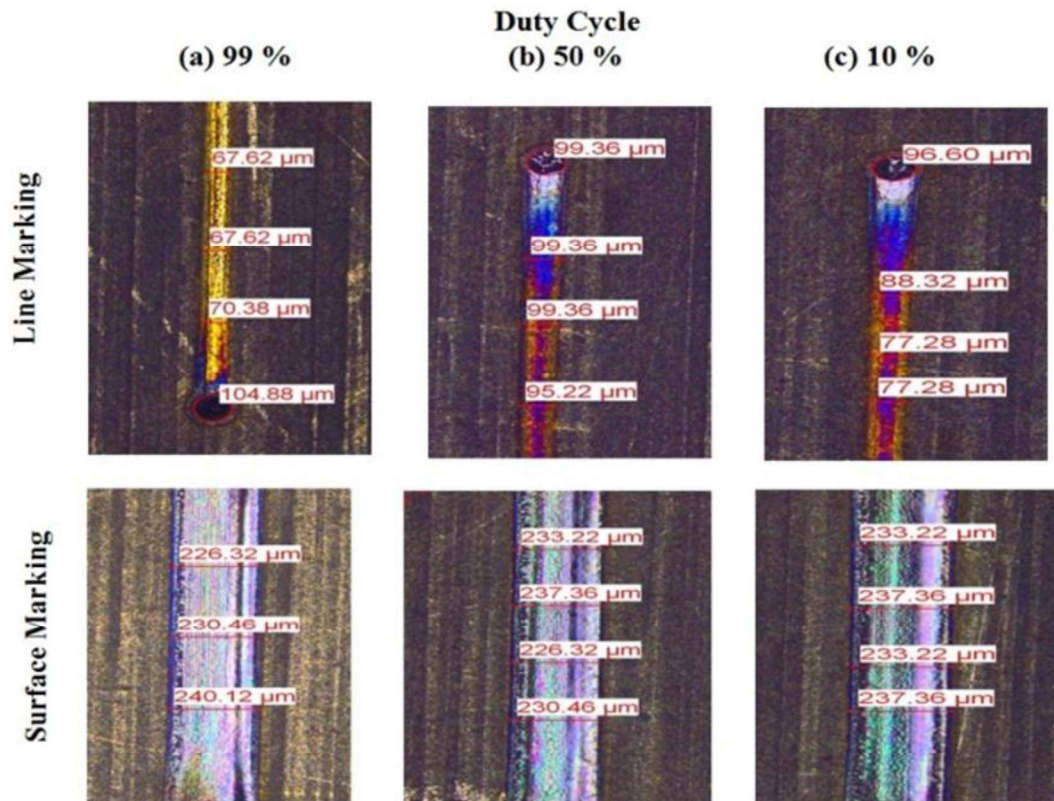 Duty Cycle
(a) 99 %
(b) 50 %
(c) 10 %
Line Marking
67.62 µm
67.62 µm
70.38 µm
104.88 µm
99.36 µm
99.36 µm
99.36 µm
95.22 µm
96.60 µm
88.32 µm
77.28 µm
77.28 µm
Surface Marking
226.32 µm
230.46 µm
240.12 µm
233.22 µm
237.36 µm
226.32 µm
230.46 µm
233.22 µm
237.36 µm
233.22 µm
237.36 µm